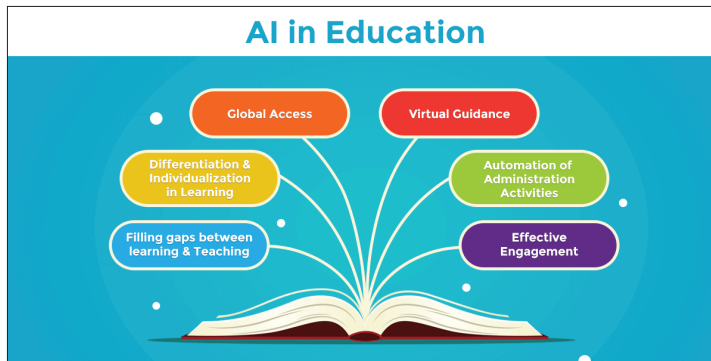 AI in Education
Global Access
Virtual Guidance
Differentiation &
Individualization
in Learning
Automation of
Administration
Activities
Filling gaps between
learning & Teaching
Effective
Engagement